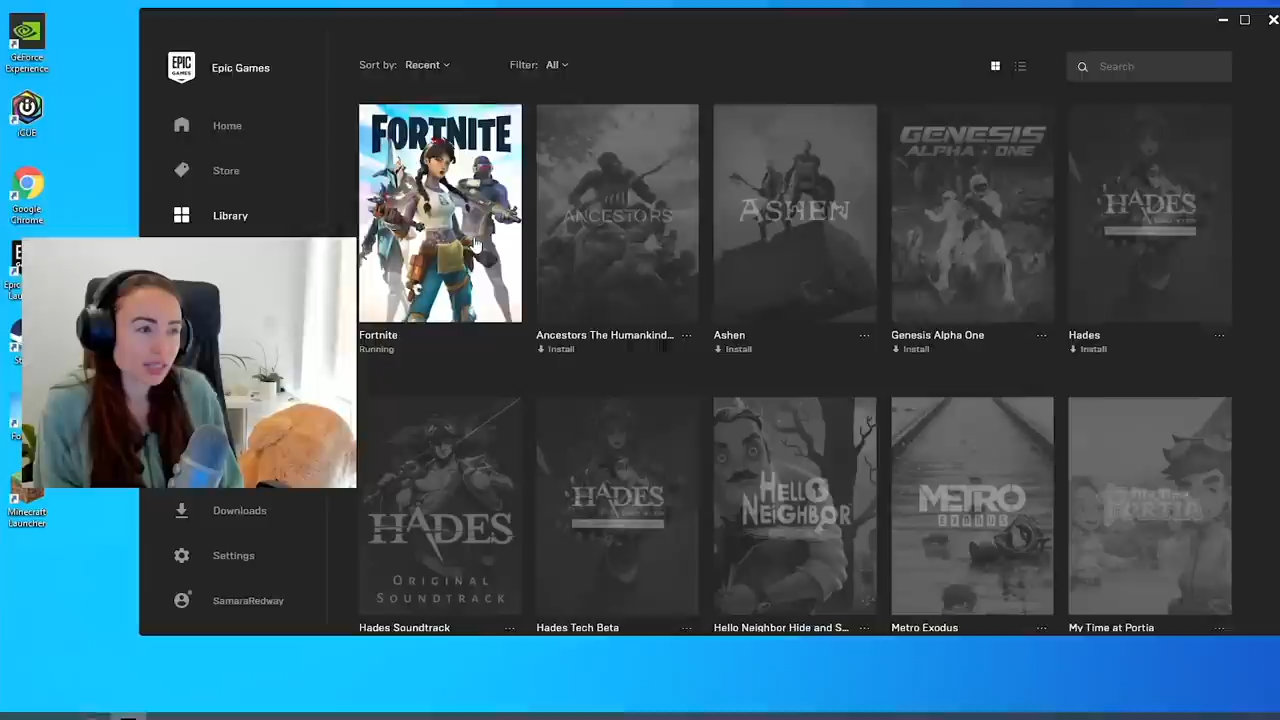 GeForce
Experience
iCUE
Google
Chrome
Minecraft
Launcher
EPIC
GAMES
Epic Games
Home
Store
Library
Downloads
Settings
SamaraRedway
Sort by: Recent
Filter: All
Search
FORTNITE
ANCESTORS
ASHEN
GENESIS
ALPHA ONE
HADES
Fortnite
Running
Ancestors The Humankind... ...
Install
Ashen ...
Install
Genesis Alpha One ...
Install
Hades ...
Install
HADES
ORIGINAL
SOUNDTRACK
HADES
HELLO
NEIGHBOR
METRO
EXODUS
PORTIA
Hades Soundtrack ...
Hades Tech Beta ...
Hello Neighbor Hide and S... ...
Metro Exodus ...
My Time at Portia ...